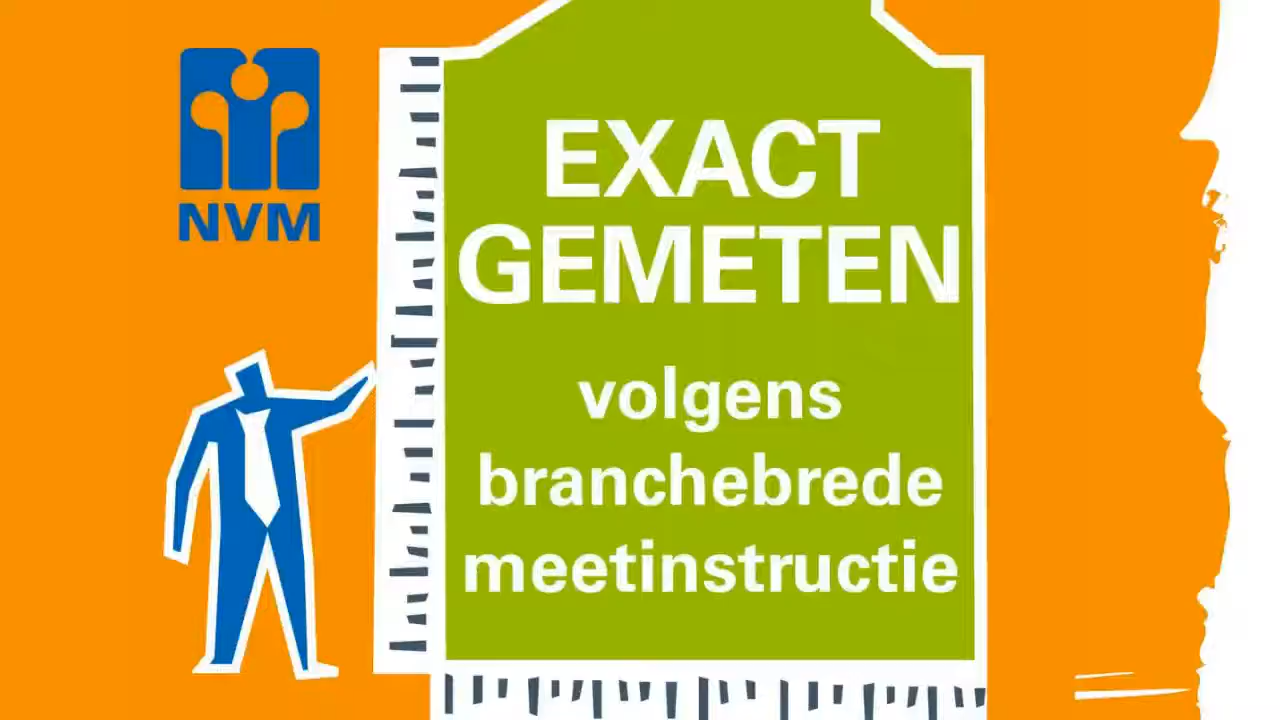 NVM
EXACT
GEMETEN
volgens
branchebrede
meetinstructie